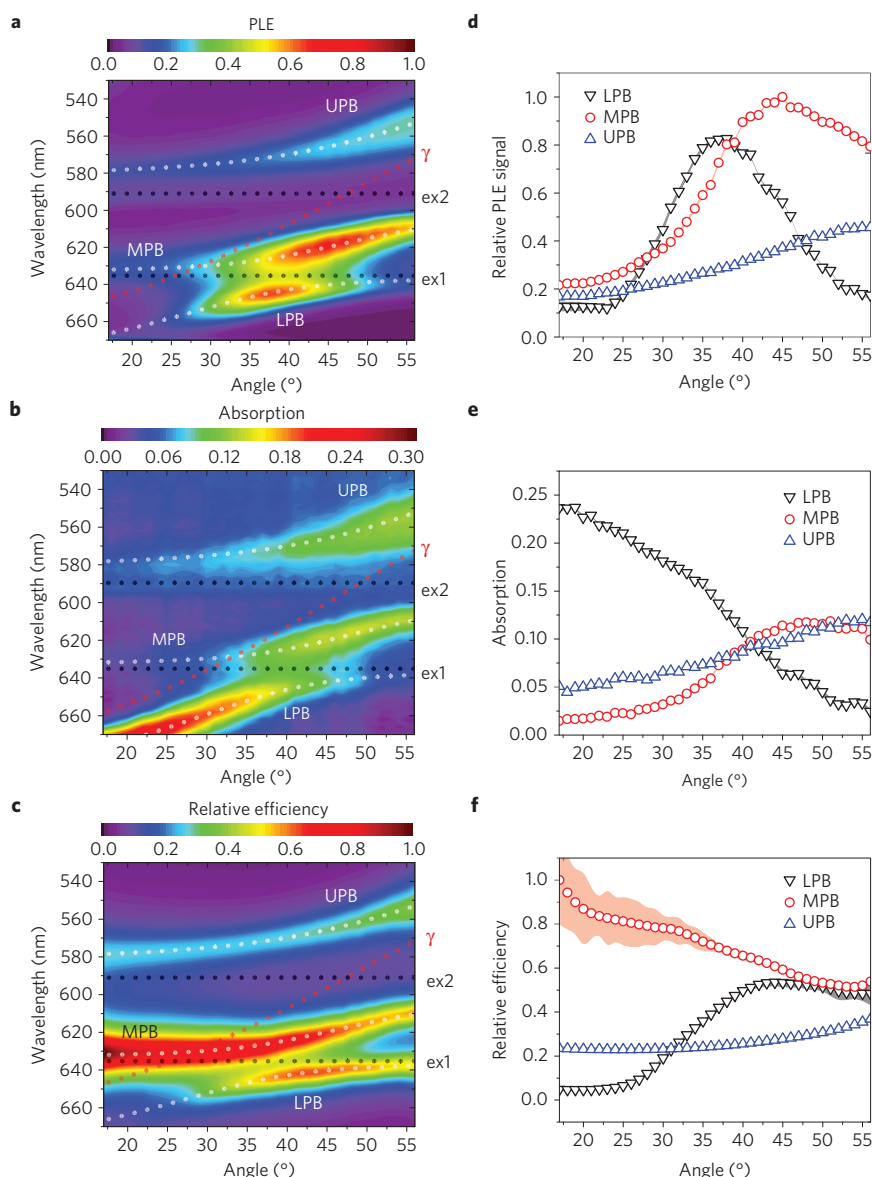 a
PLE
0.0 0.2 0.4 0.6 0.8 1.0
Wavelength (nm)
540
560
580
600
620
640
660
UPB
γ
ex2
MPB
ex1
LPB
20 25 30 35 40 45 50 55
Angle (°)
b
Absorption
0.00 0.06 0.12 0.18 0.24 0.30
Wavelength (nm)
540
560
580
600
620
640
660
UPB
γ
ex2
MPB
ex1
LPB
20 25 30 35 40 45 50 55
Angle (°)
c
Relative efficiency
0.0 0.2 0.4 0.6 0.8 1.0
Wavelength (nm)
540
560
580
600
620
640
660
UPB
γ
ex2
MPB
ex1
LPB
20 25 30 35 40 45 50 55
Angle (°)
d
Relative PLE signal
1.0
0.8
0.6
0.4
0.2
0.0
LPB
MPB
UPB
20 25 30 35 40 45 50 55
Angle (°)
e
Absorption
0.25
0.20
0.15
0.10
0.05
0.00
LPB
MPB
UPB
20 25 30 35 40 45 50 55
Angle (°)
f
Relative efficiency
1.0
0.8
0.6
0.4
0.2
0.0
LPB
MPB
UPB
20 25 30 35 40 45 50 55
Angle (°)